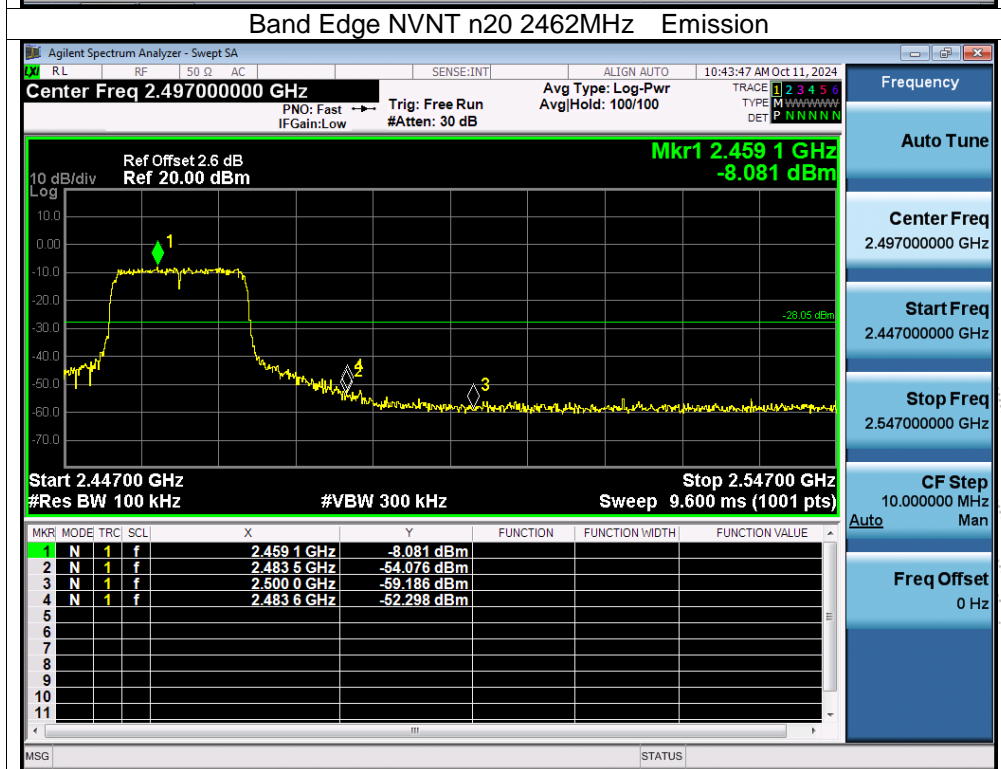 Band Edge NVNT n20 2462MHz Emission
Agilent Spectrum Analyzer - Swept SA
LXI RL RF 50 Ω AC SENSE:INT ALIGN AUTO 10:43:47 AM Oct 11, 2024
Center Freq 2.497000000 GHz
PNO: Fast
IFGain:Low
Trig: Free Run
#Atten: 30 dB
Avg Type: Log-Pwr
Avg|Hold: 100/100
TRACE 1 2 3 4 5 6
TYPE M WWWWW
DET P N N N N N
Frequency
Mkr1 2.459 1 GHz
-8.081 dBm
Ref Offset 2.6 dB
10 dB/div Ref 20.00 dBm
Log
10.0
0.00
-10.0
-20.0
-30.0
-40.0
-50.0
-60.0
-70.0
1
4
2
3
-28.05 dBm
Start 2.44700 GHz Stop 2.54700 GHz
#Res BW 100 kHz #VBW 300 kHz Sweep 9.600 ms (1001 pts)
MKR MODE TRC SCL X Y FUNCTION FUNCTION WIDTH FUNCTION VALUE
1 N 1 f 2.459 1 GHz -8.081 dBm
2 N 1 f 2.483 5 GHz -54.076 dBm
3 N 1 f 2.500 0 GHz -59.186 dBm
4 N 1 f 2.483 6 GHz -52.298 dBm
5
6
7
8
9
10
11
MSG STATUS
Auto Tune
Center Freq
2.497000000 GHz
Start Freq
2.447000000 GHz
Stop Freq
2.547000000 GHz
CF Step
10.000000 MHz
Auto Man
Freq Offset
0 Hz